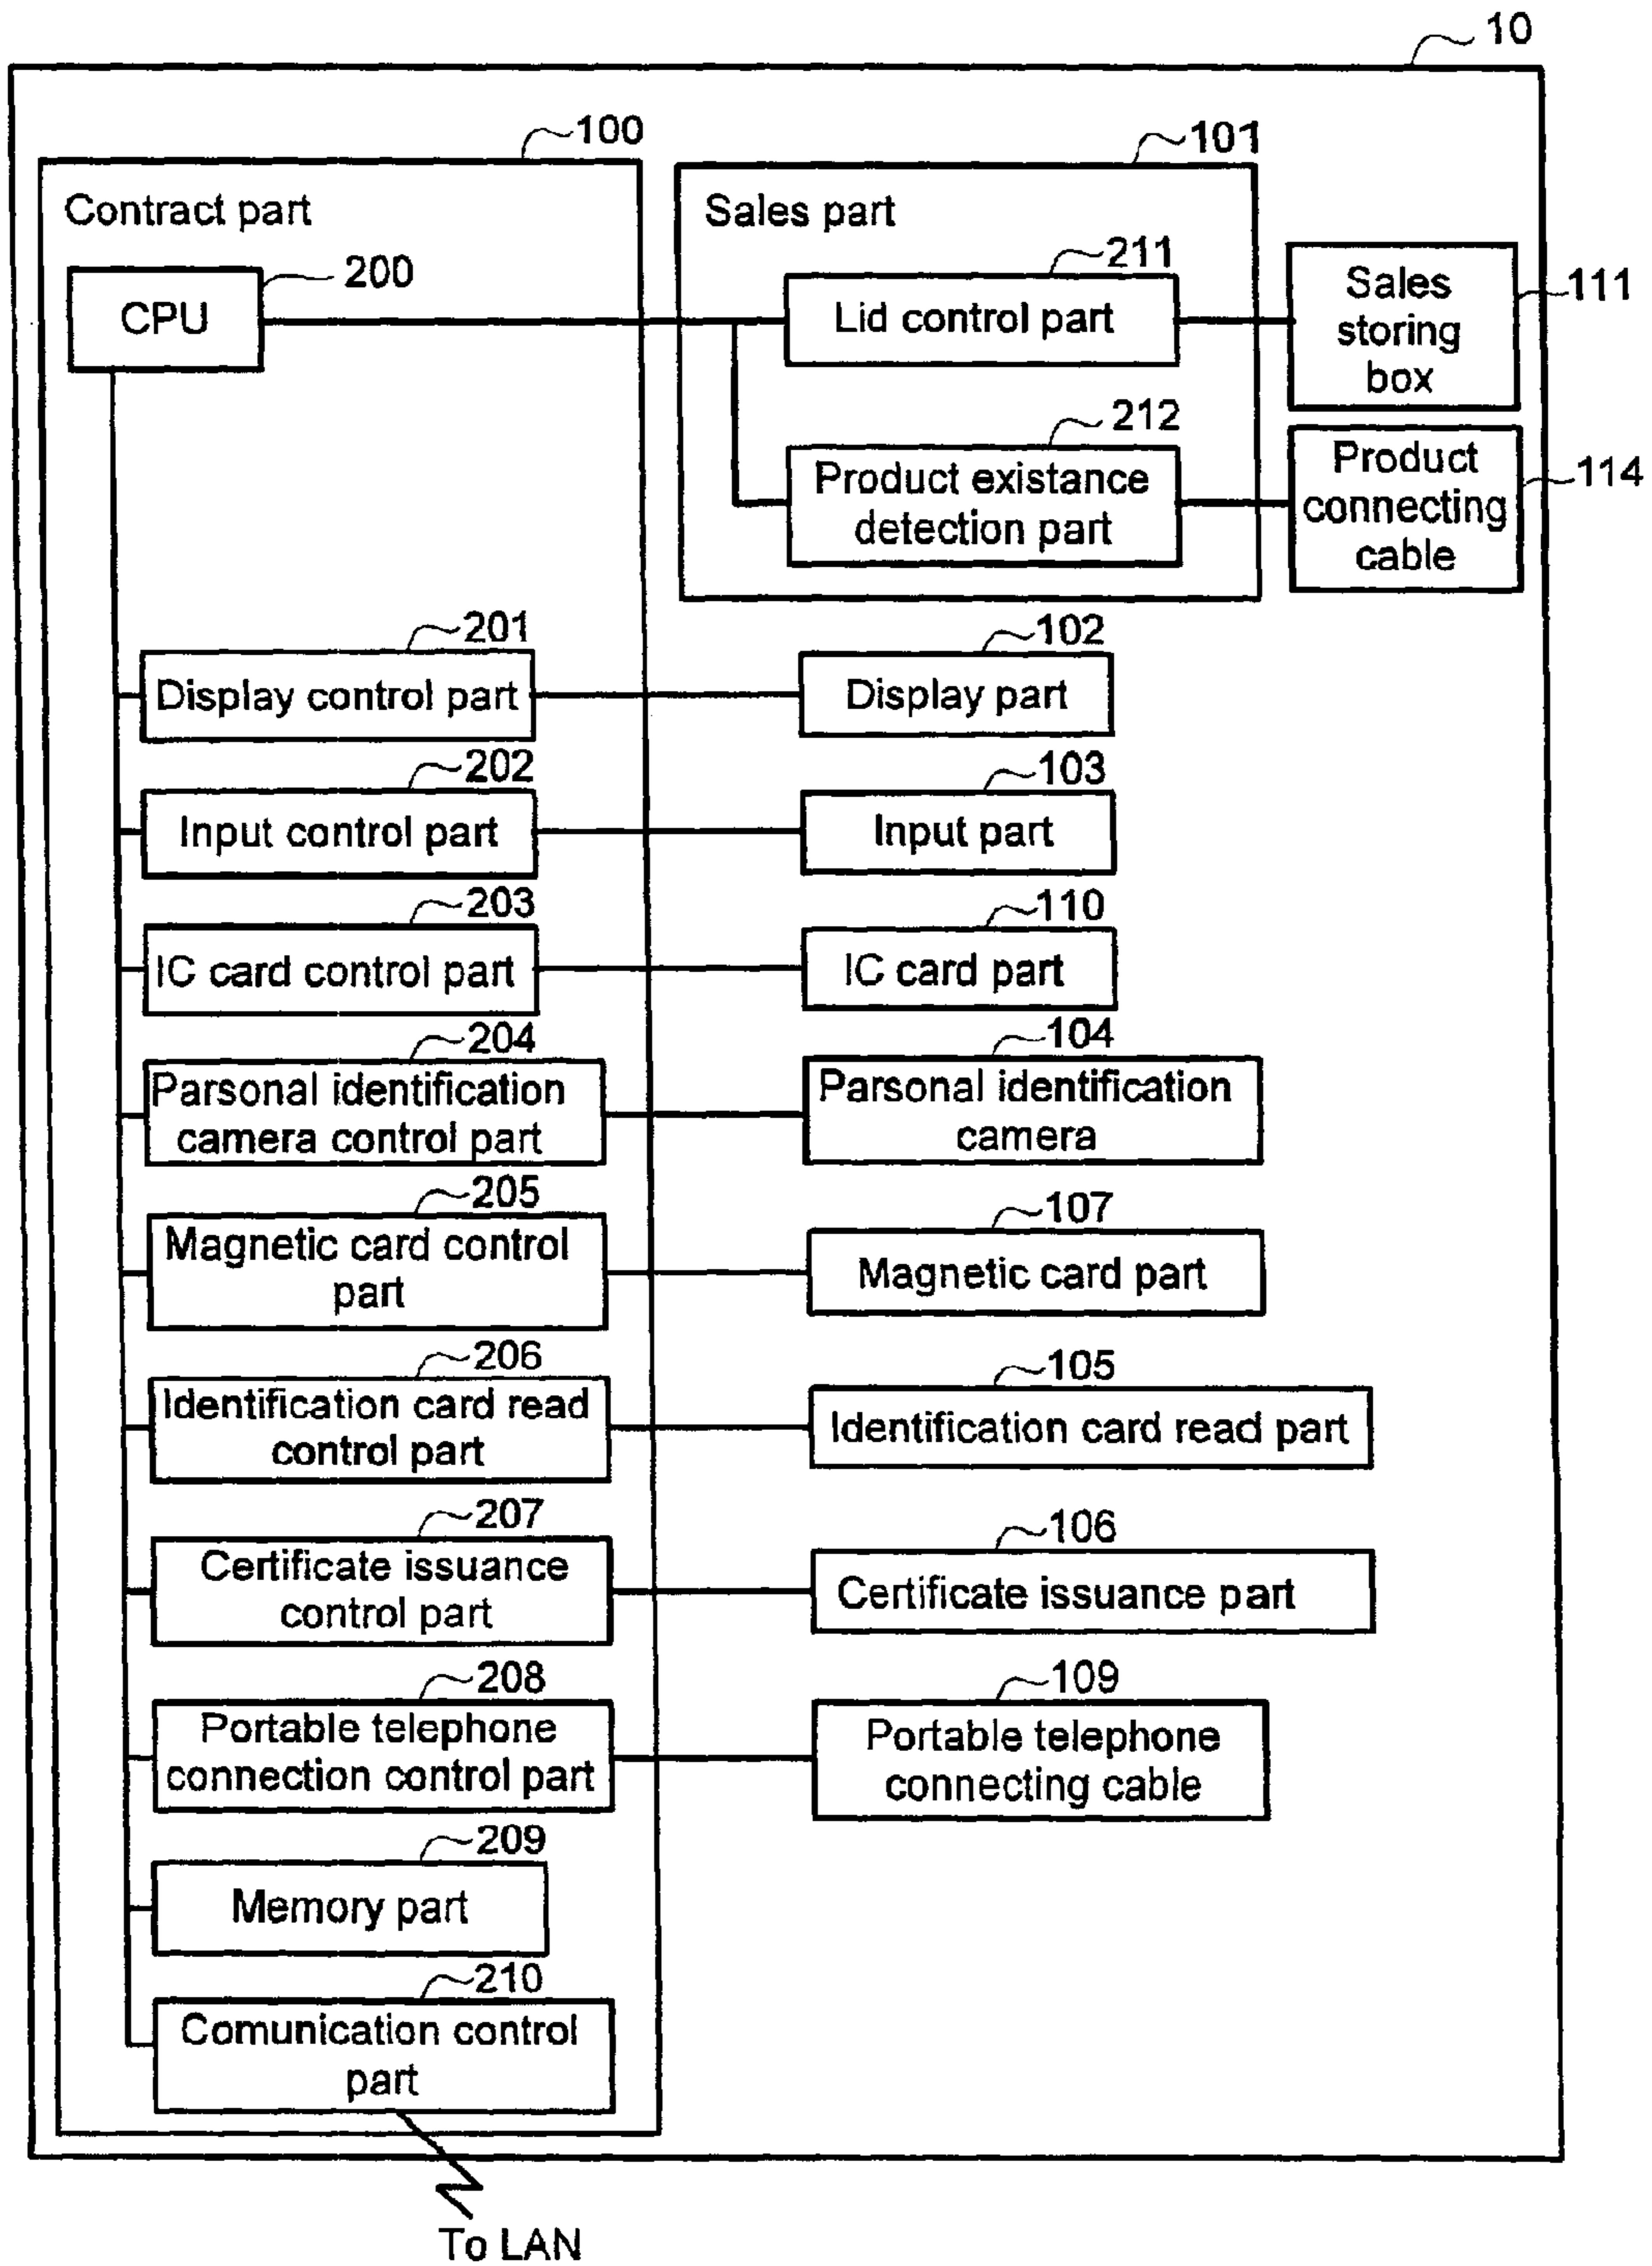 10
100
101
Contract part
Sales part
200
CPU
211
Lid control part
Sales
storing
box
111
212
Product existance
detection part
Product
connecting
cable
114
201
Display control part
102
Display part
202
Input control part
103
Input part
203
IC card control part
110
IC card part
204
Parsonal identification
camera control part
104
Parsonal identification
camera
205
Magnetic card control
part
107
Magnetic card part
206
Identification card read
control part
105
Identification card read part
207
Certificate issuance
control part
106
Certificate issuance part
208
Portable telephone
connection control part
109
Portable telephone
connecting cable
209
Memory part
210
Comunication control
part
To LAN